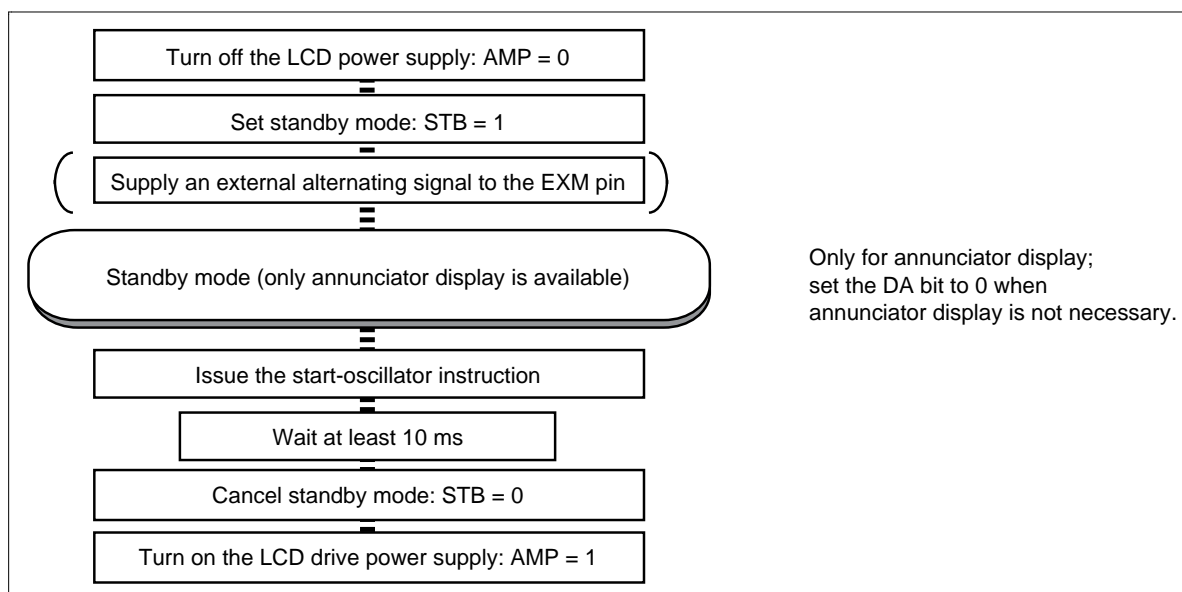 Turn off the LCD power supply: AMP = 0
Set standby mode: STB = 1
Supply an external alternating signal to the EXM pin
Standby mode (only annunciator display is available)
Only for annunciator display;
set the DA bit to 0 when
annunciator display is not necessary.
Issue the start-oscillator instruction
Wait at least 10 ms
Cancel standby mode: STB = 0
Turn on the LCD drive power supply: AMP = 1